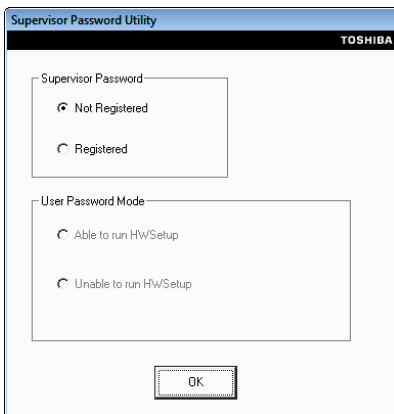 Supervisor Password Utility
TOSHIBA
Supervisor Password
Not Registered
Registered
User Password Mode
Able to run HWSetup
Unable to run HWSetup
OK